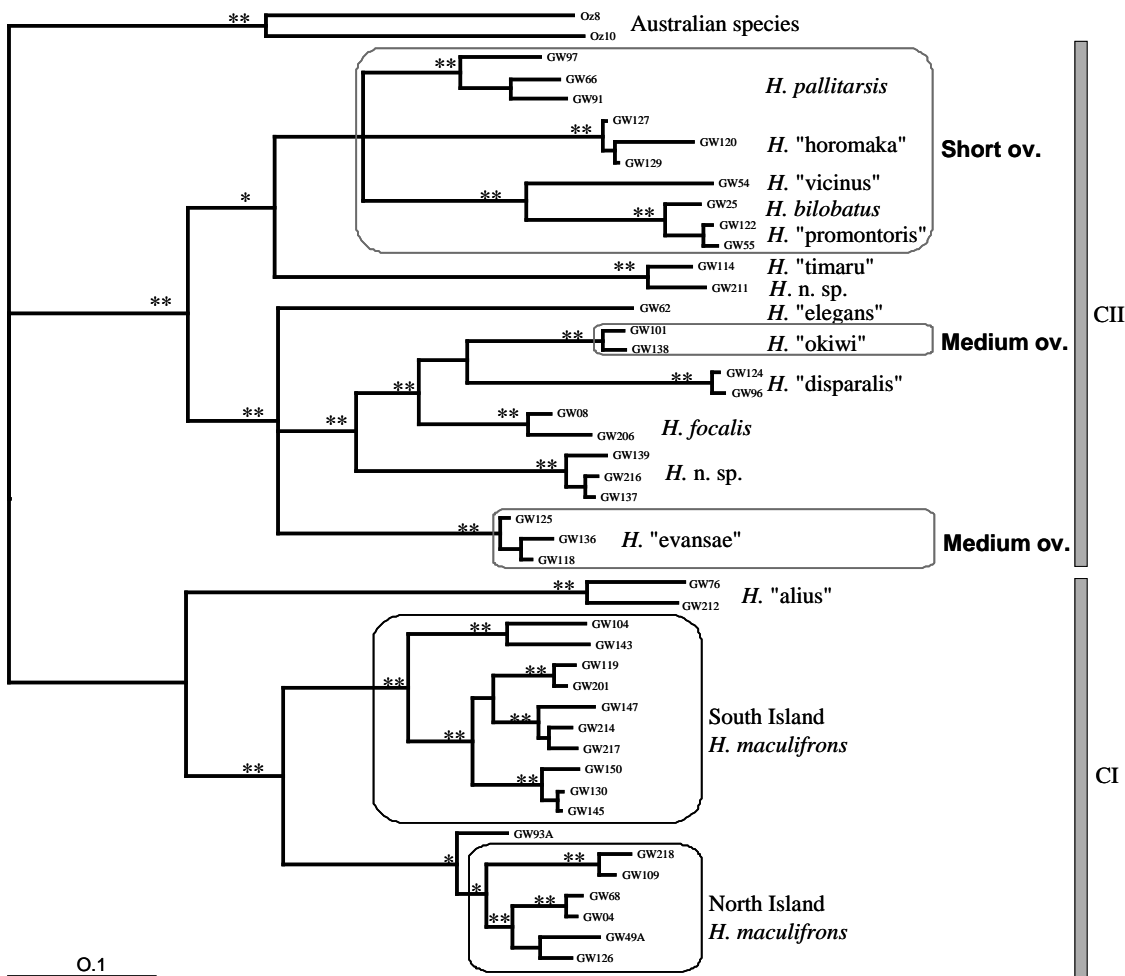 ** Oz8
Oz10
Australian species
** GW97
GW66
GW91
H. pallitarsis
** GW127
GW120
GW129
H. "horomaka"
Short ov.
** GW54
H. "vicinus"
** GW25
H. bilobatus
GW122
GW55
H. "promontoris"
*
** GW114
H. "timaru"
GW211
H. n. sp.
**
GW62
H. "elegans"
CII
** GW101
GW138
H. "okiwi"
Medium ov.
** GW124
GW96
H. "disparalis"
**
** GW08
GW206
H. focalis
**
**
** GW139
GW216
GW137
H. n. sp.
** GW125
GW136
GW118
H. "evansae"
Medium ov.
** GW76
GW212
H. "alius"
** GW104
GW143
**
** GW119
GW201
** GW147
GW214
GW217
**
South Island
H. maculifrons
** GW150
GW130
GW145
**
CI
GW93A
*
** GW218
GW109
*
** GW68
GW04
**
GW49A
GW126
North Island
H. maculifrons
O.1